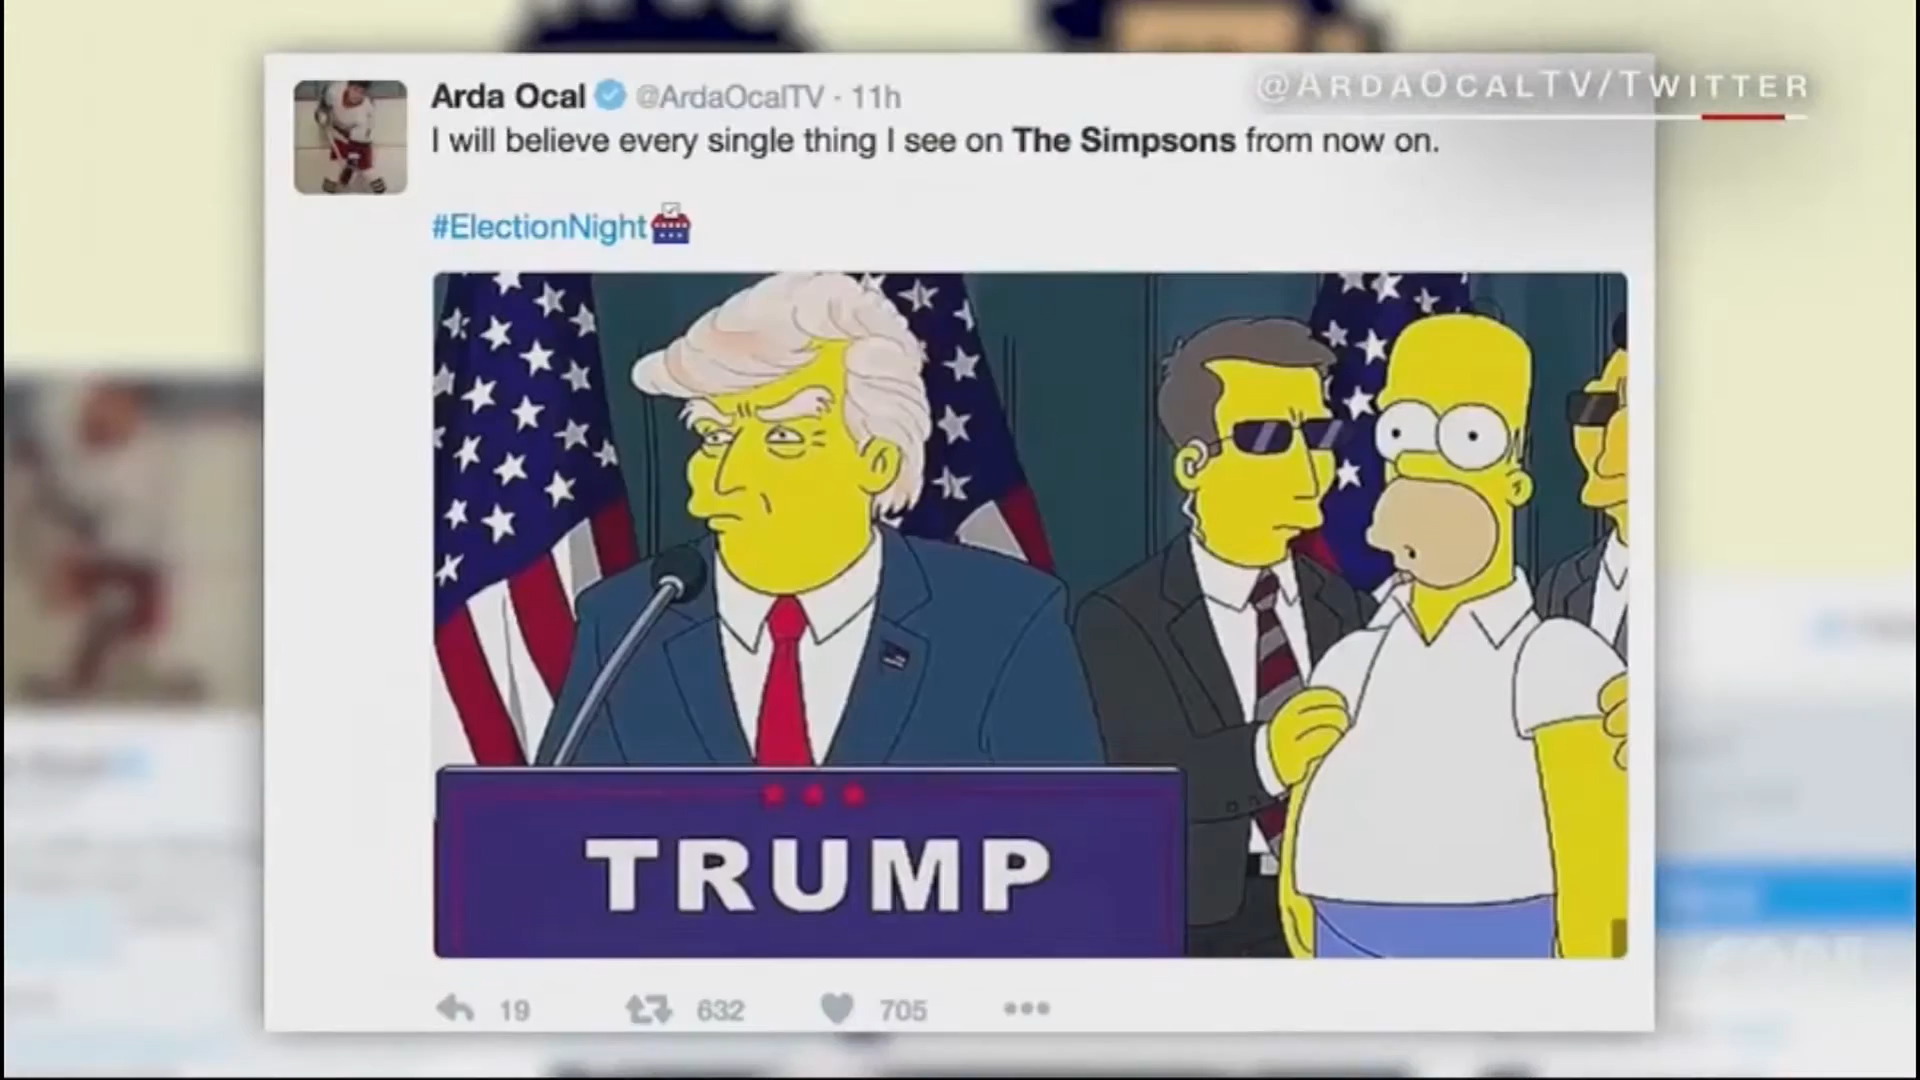 Arda Ocal @ArdaOcalTV · 11h
@ARDAOCALTV/TWITTER
I will believe every single thing I see on The Simpsons from now on.
#ElectionNight
TRUMP
19 632 705